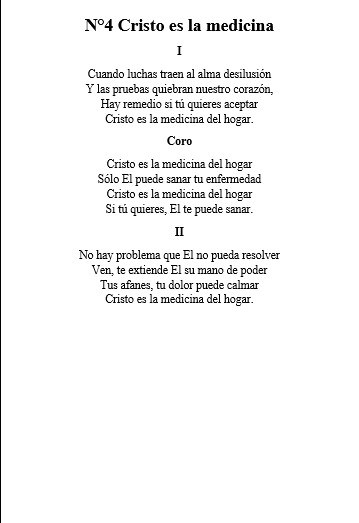 N°4 Cristo es la medicina
I
Cuando luchas traen al alma desilusión
Y las pruebas quiebran nuestro corazón,
Hay remedio si tú quieres aceptar
Cristo es la medicina del hogar.
Coro
Cristo es la medicina del hogar
Sólo El puede sanar tu enfermedad
Cristo es la medicina del hogar
Si tú quieres, El te puede sanar.
II
No hay problema que El no pueda resolver
Ven, te extiende El su mano de poder
Tus afanes, tu dolor puede calmar
Cristo es la medicina del hogar.